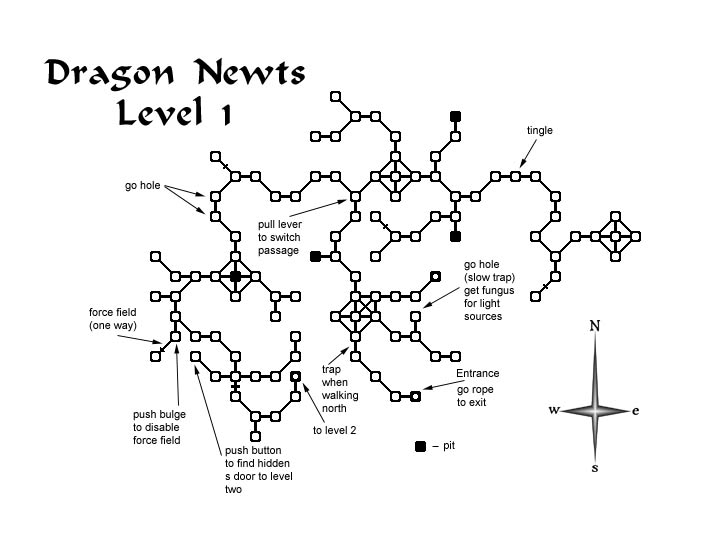 Dragon Newts
Level 1
tingle
go hole
pull lever
to switch
passage
go hole
(slow trap)
get fungus
for light
sources
force field
(one way)
N
trap
when
walking
north
Entrance
go rope
to exit
w
e
push bulge
to disable
force field
to level 2
– pit
push button
to find hidden
s door to level
two
s